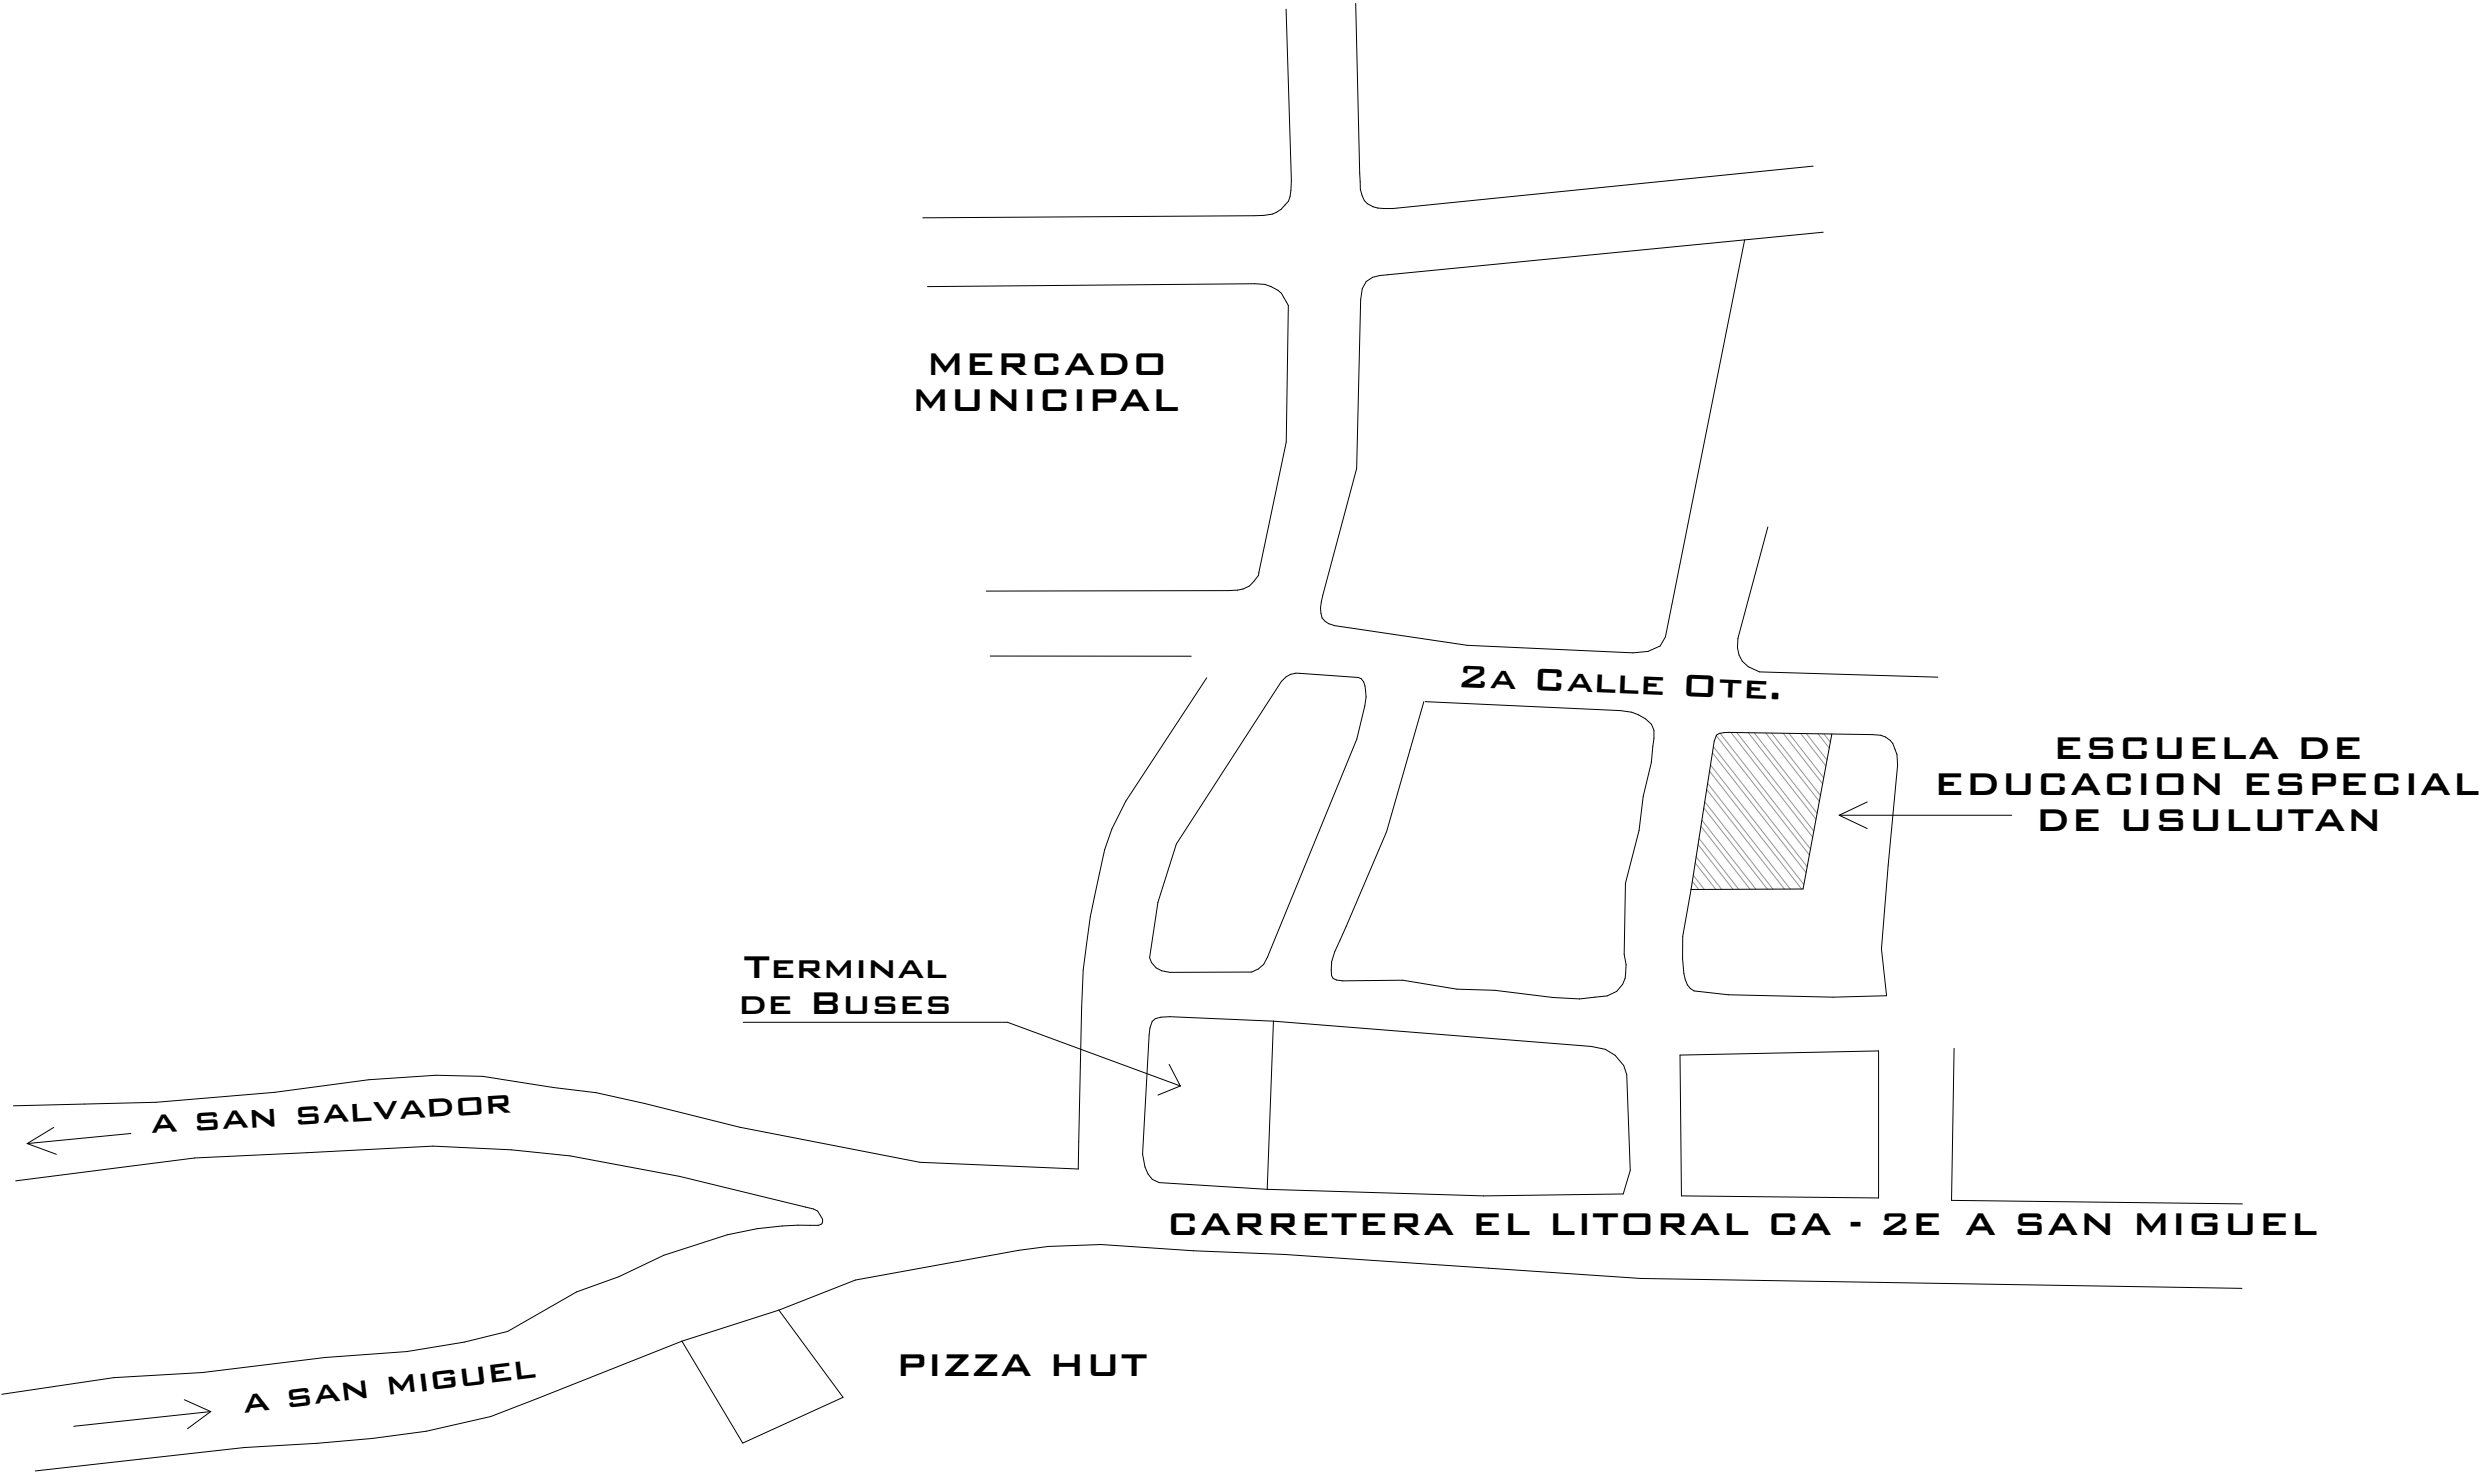 MERCADO
MUNICIPAL
2A CALLE OTE.
ESCUELA DE
EDUCACION ESPECIAL
DE USULUTAN
TERMINAL
DE BUSES
A SAN SALVADOR
CARRETERA EL LITORAL CA - 2E A SAN MIGUEL
PIZZA HUT
A SAN MIGUEL